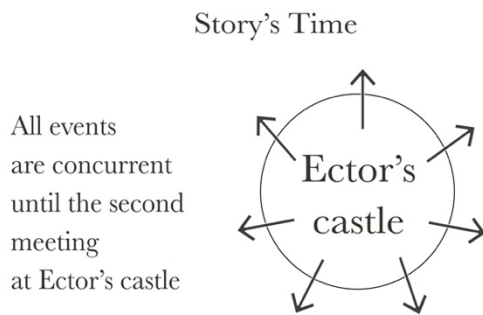 Story's Time
All events
are concurrent
until the second
meeting
at Ector's castle
Ector's
castle